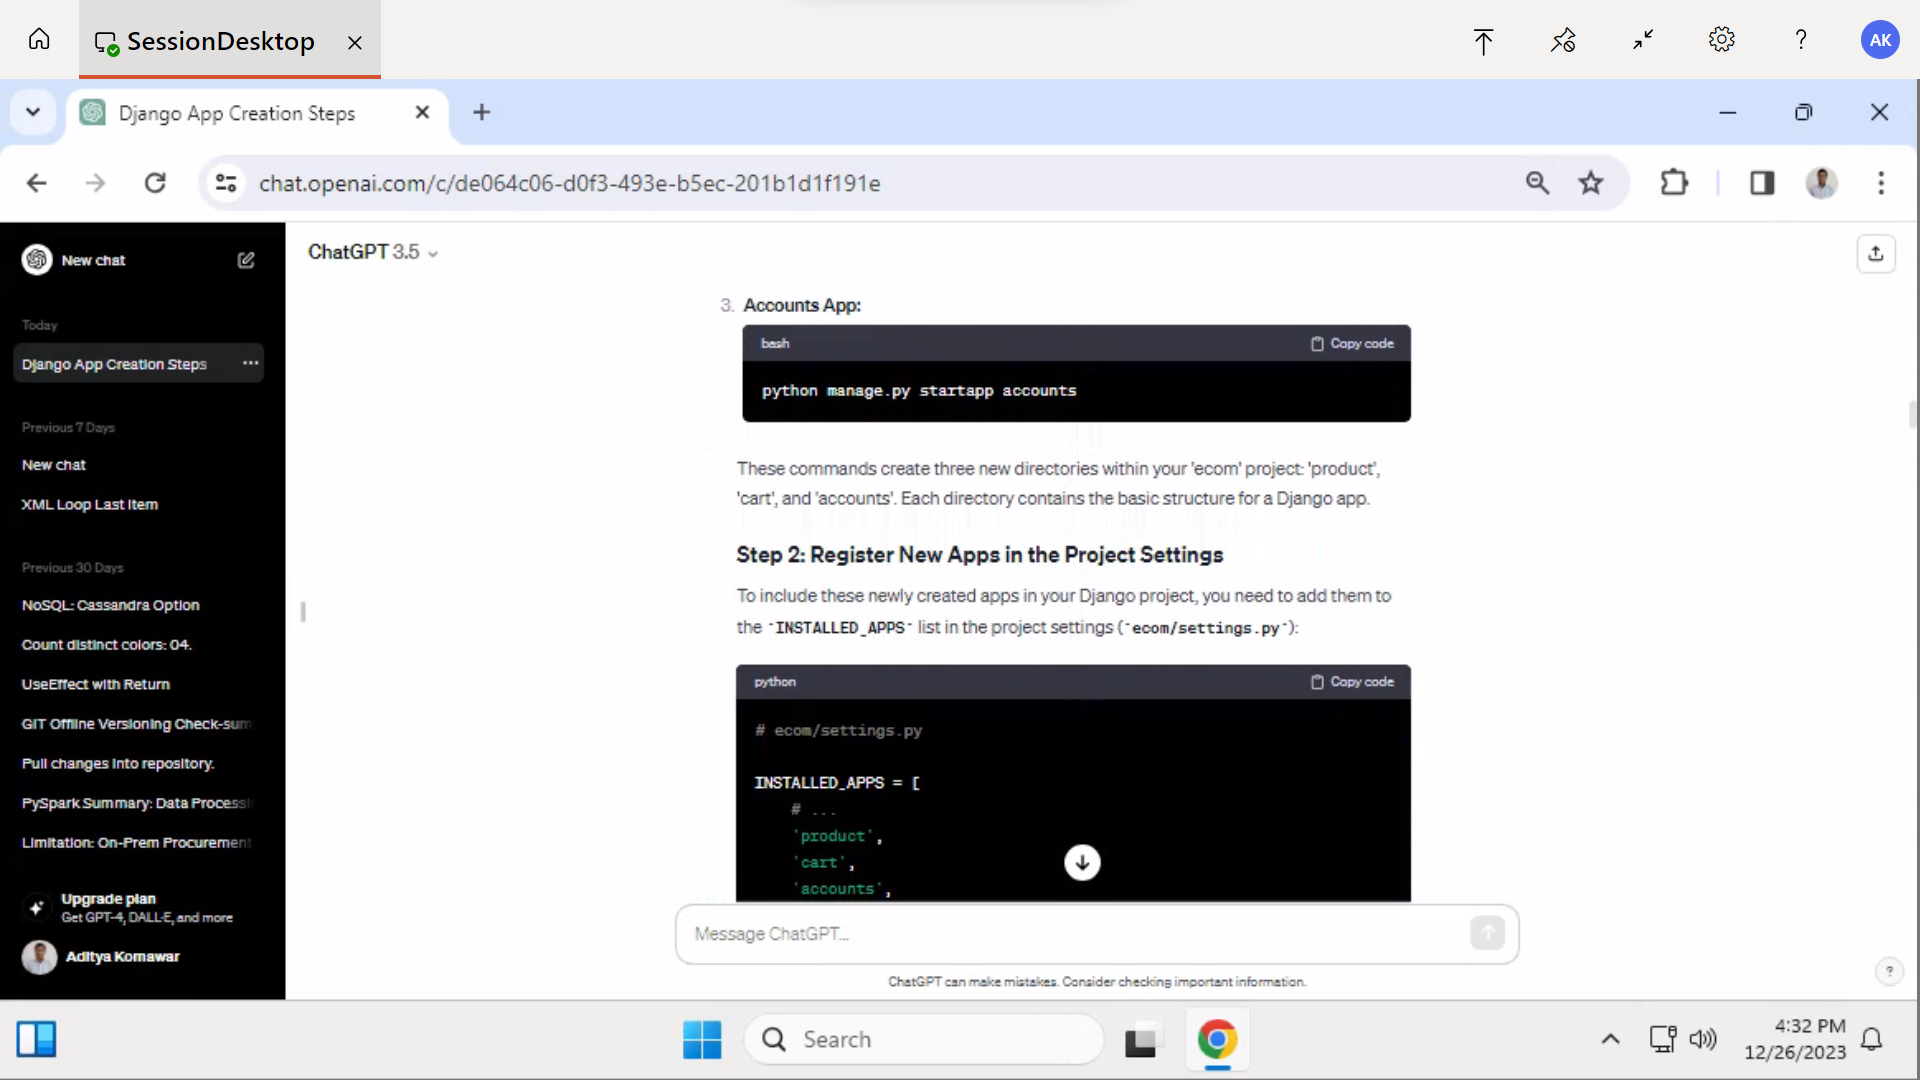 SessionDesktop
AK
Django App Creation Steps
chat.openai.com/c/de064c06-d0f3-493e-b5ec-201b1d1f191e
New chat
Today
Django App Creation Steps
Previous 7 Days
New chat
XML Loop Last Item
Previous 30 Days
NoSQL: Cassandra Option
Count distinct colors: 04.
UseEffect with Return
GIT Offline Versioning Check-sum
Pull changes into repository.
PySpark Summary: Data Processi
Limitation: On-Prem Procurement
Upgrade plan
Get GPT-4, DALL·E, and more
Aditya Komawar
ChatGPT 3.5
3. Accounts App:
bash
Copy code
python manage.py startapp accounts
These commands create three new directories within your 'ecom' project: 'product',
'cart', and 'accounts'. Each directory contains the basic structure for a Django app.
Step 2: Register New Apps in the Project Settings
To include these newly created apps in your Django project, you need to add them to
the `INSTALLED_APPS` list in the project settings (`ecom/settings.py`):
python
Copy code
# ecom/settings.py
INSTALLED_APPS = [
# ...
'product',
'cart',
'accounts',
Message ChatGPT...
ChatGPT can make mistakes. Consider checking important information.
?
Search
4:32 PM
12/26/2023